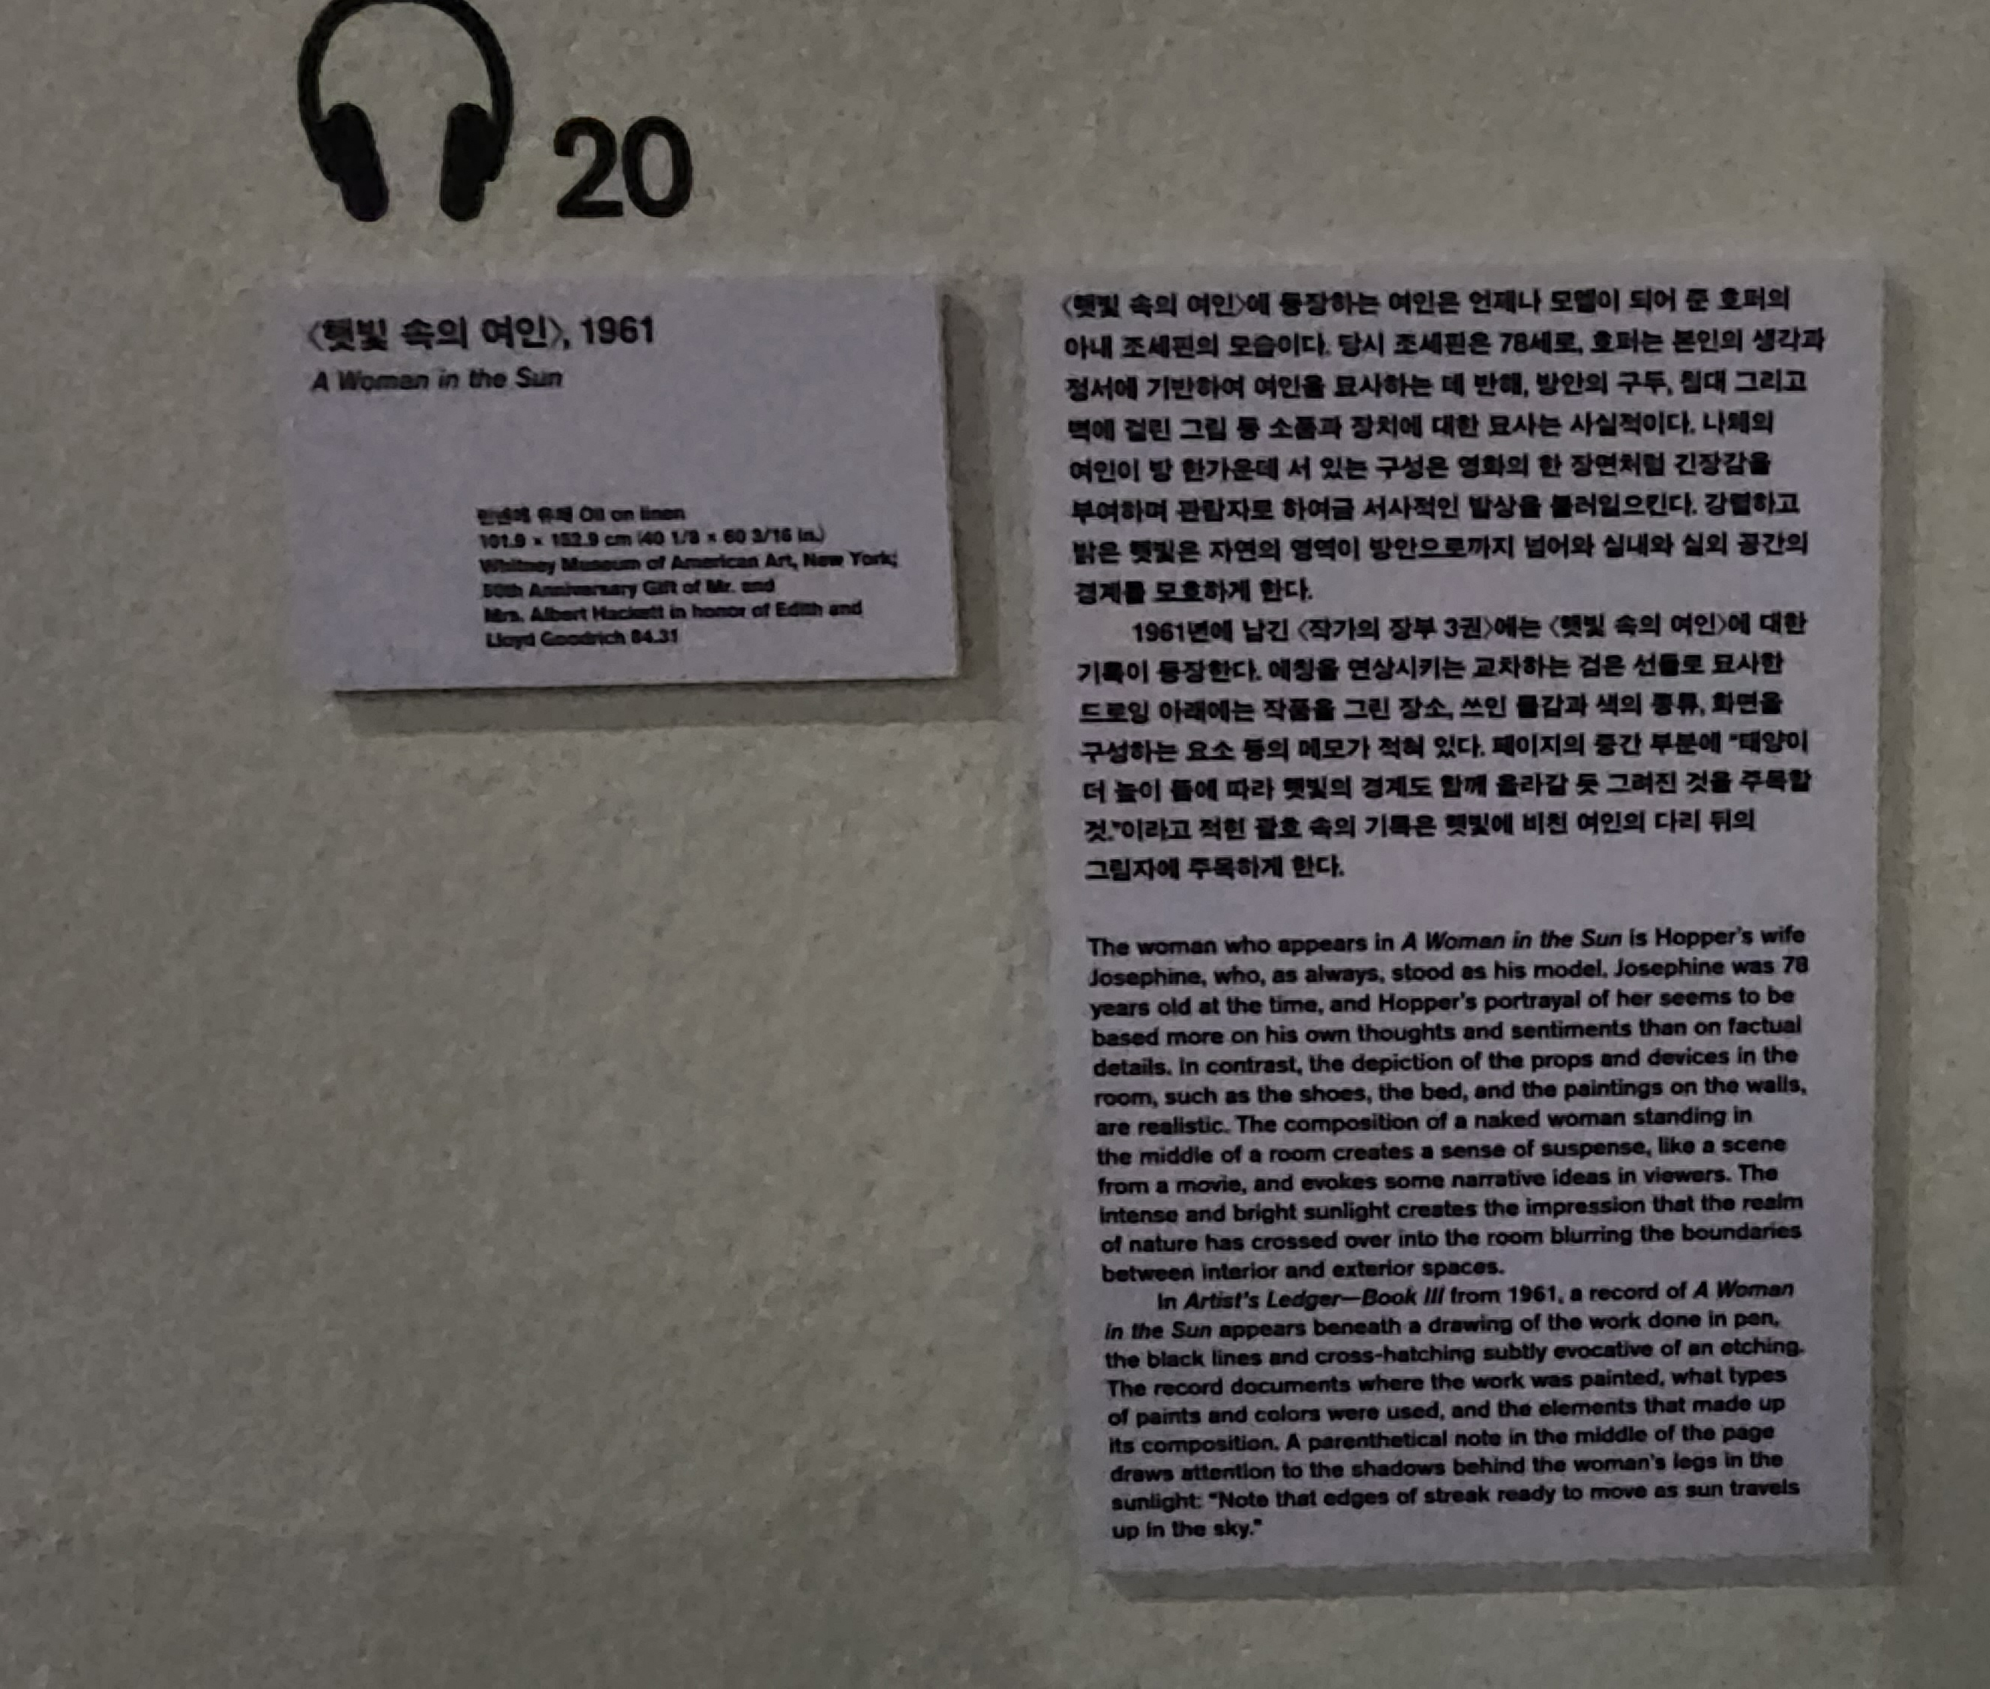 20
〈햇빛 속의 여인〉, 1961
A Woman in the Sun
린넨에 유채 Oil on linen
101.9 × 152.9 cm (40 1/8 × 60 3/16 in.)
Whitney Museum of American Art, New York;
50th Anniversary Gift of Mr. and
Mrs. Albert Hackett in honor of Edith and
Lloyd Goodrich 84.31
〈햇빛 속의 여인〉에 등장하는 여인은 언제나 모델이 되어 준 호퍼의
아내 조세핀의 모습이다. 당시 조세핀은 78세로, 호퍼는 본인의 생각과
정서에 기반하여 여인을 묘사하는 데 반해, 방안의 구두, 침대 그리고
벽에 걸린 그림 등 소품과 장치에 대한 묘사는 사실적이다. 나체의
여인이 방 한가운데 서 있는 구성은 영화의 한 장면처럼 긴장감을
부여하며 관람자로 하여금 서사적인 발상을 불러일으킨다. 강렬하고
밝은 햇빛은 자연의 영역이 방안으로까지 넘어와 실내와 실외 공간의
경계를 모호하게 한다.
1961년에 남긴 〈작가의 장부 3권〉에는 〈햇빛 속의 여인〉에 대한
기록이 등장한다. 에칭을 연상시키는 교차하는 검은 선들로 묘사한
드로잉 아래에는 작품을 그린 장소, 쓰인 물감과 색의 종류, 화면을
구성하는 요소 등의 메모가 적혀 있다. 페이지의 중간 부분에 “태양이
더 높이 뜸에 따라 햇빛의 경계도 함께 올라갈 듯 그려진 것을 주목할
것.”이라고 적힌 괄호 속의 기록은 햇빛에 비친 여인의 다리 뒤의
그림자에 주목하게 한다.
The woman who appears in A Woman in the Sun is Hopper's wife
Josephine, who, as always, stood as his model. Josephine was 78
years old at the time, and Hopper's portrayal of her seems to be
based more on his own thoughts and sentiments than on factual
details. In contrast, the depiction of the props and devices in the
room, such as the shoes, the bed, and the paintings on the walls,
are realistic. The composition of a naked woman standing in
the middle of a room creates a sense of suspense, like a scene
from a movie, and evokes some narrative ideas in viewers. The
intense and bright sunlight creates the impression that the realm
of nature has crossed over into the room blurring the boundaries
between interior and exterior spaces.
In Artist's Ledger—Book III from 1961, a record of A Woman
in the Sun appears beneath a drawing of the work done in pen,
the black lines and cross-hatching subtly evocative of an etching.
The record documents where the work was painted, what types
of paints and colors were used, and the elements that made up
its composition. A parenthetical note in the middle of the page
draws attention to the shadows behind the woman's legs in the
sunlight: “Note that edges of streak ready to move as sun travels
up in the sky.”